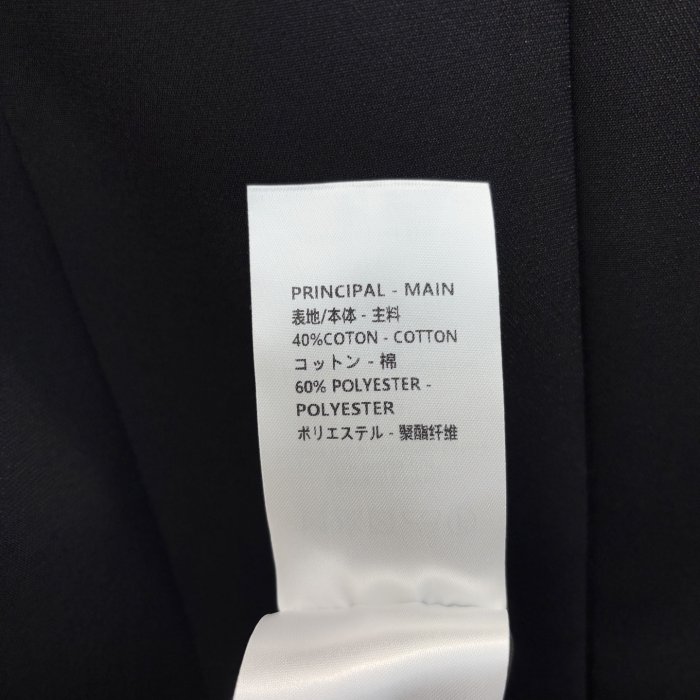 PRINCIPAL - MAIN
表地/本体 - 主料
40%COTON - COTTON
コットン - 棉
60% POLYESTER -
POLYESTER
ポリエステル - 聚酯纤维